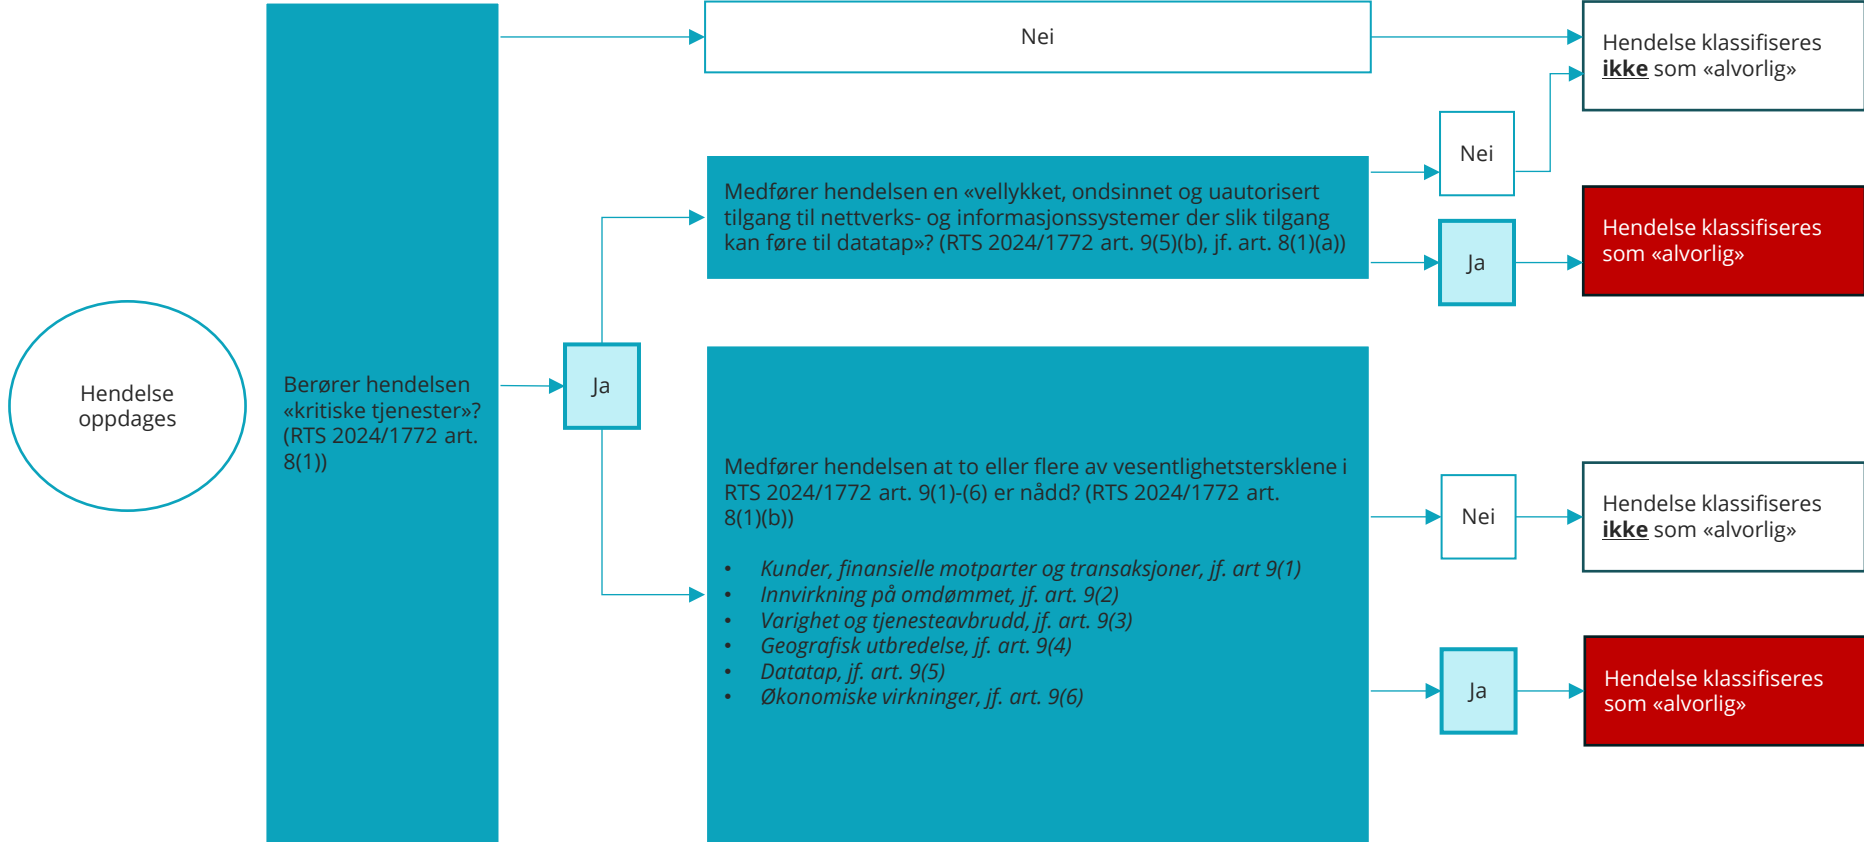 Hendelse
oppdages
Berører hendelsen
«kritiske tjenester»?
(RTS 2024/1772 art.
8(1))
Nei
Hendelse klassifiseres
ikke som «alvorlig»
Ja
Medfører hendelsen en «vellykket, ondsinnet og uautorisert
tilgang til nettverks- og informasjonssystemer der slik tilgang
kan føre til datatap»? (RTS 2024/1772 art. 9(5)(b), jf. art. 8(1)(a))
Nei
Ja
Hendelse klassifiseres
som «alvorlig»
Medfører hendelsen at to eller flere av vesentlighetstersklene i
RTS 2024/1772 art. 9(1)-(6) er nådd? (RTS 2024/1772 art.
8(1)(b))
• Kunder, finansielle motparter og transaksjoner, jf. art 9(1)
• Innvirkning på omdømmet, jf. art. 9(2)
• Varighet og tjenesteavbrudd, jf. art. 9(3)
• Geografisk utbredelse, jf. art. 9(4)
• Datatap, jf. art. 9(5)
• Økonomiske virkninger, jf. art. 9(6)
Nei
Hendelse klassifiseres
ikke som «alvorlig»
Ja
Hendelse klassifiseres
som «alvorlig»